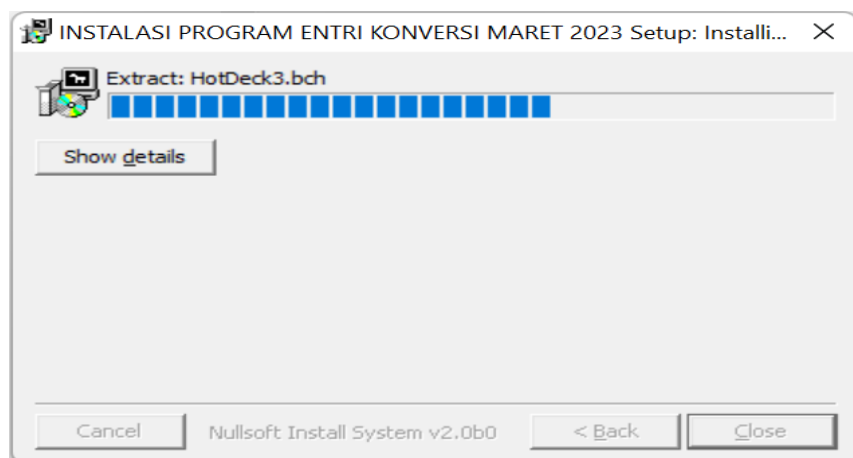 INSTALASI PROGRAM ENTRI KONVERSI MARET 2023 Setup: Installi...
Extract: HotDeck3.bch
Show details
Cancel Nullsoft Install System v2.0b0 < Back Close